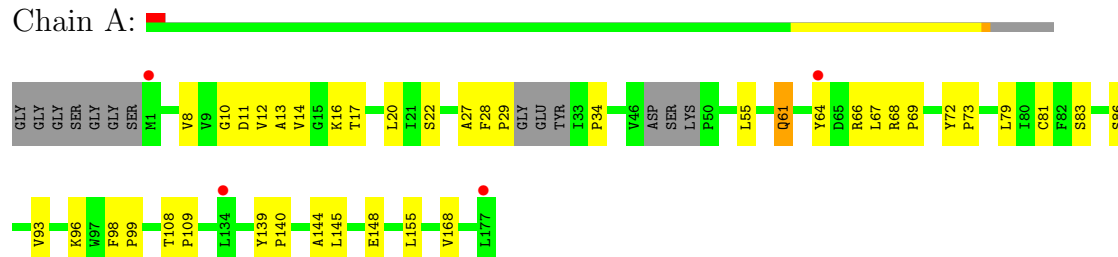 Chain A:
GLY GLY GLY SER GLY GLY SER M1 V8 V9 G10 D11 V12 A13 V14 G15 K16 T17 L20 I21 S22 A27 F28 P29 GLY GLU TYR I33 P34 V46 ASP SER LYS P50 L55 Q61 Y64 D65 R66 L67 R68 P69 Y72 P73 L79 I80 C81 F82 S83 S86
V93 K96 W97 F98 P99 T108 P109 L134 Y139 P140 A144 L145 E148 L155 V168 L177